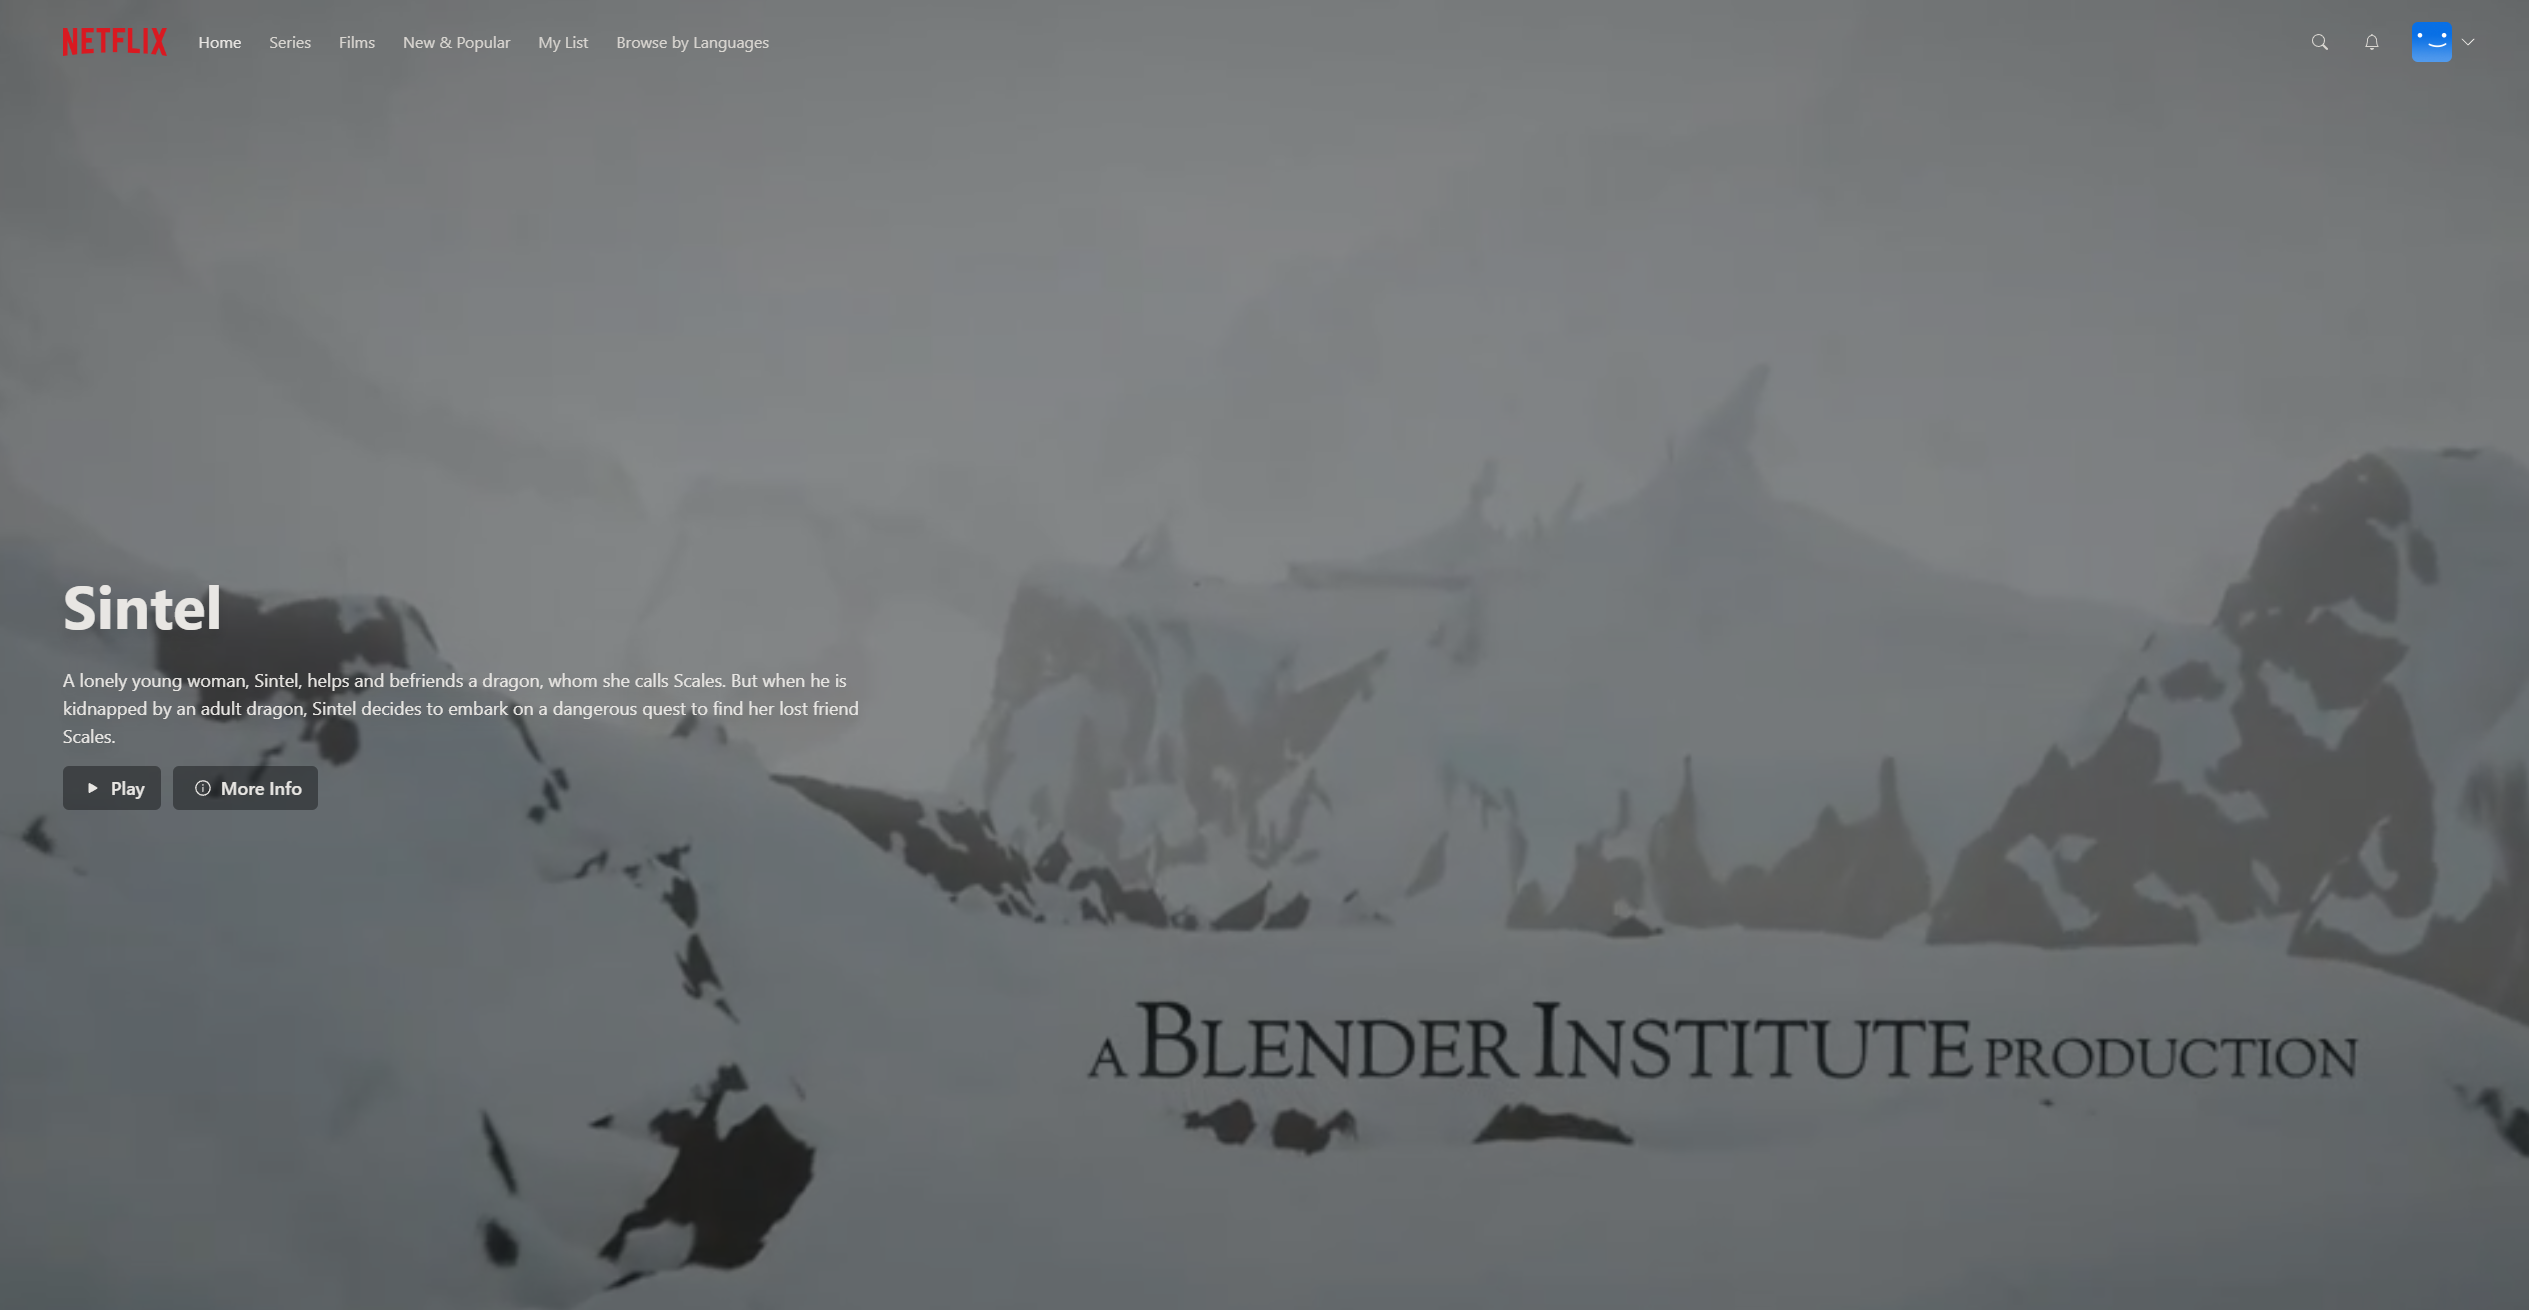 NETFLIX Home Series Films New & Popular My List Browse by Languages
Sintel
A lonely young woman, Sintel, helps and befriends a dragon, whom she calls Scales. But when he is
kidnapped by an adult dragon, Sintel decides to embark on a dangerous quest to find her lost friend
Scales.
Play More Info
A BLENDER INSTITUTE PRODUCTION